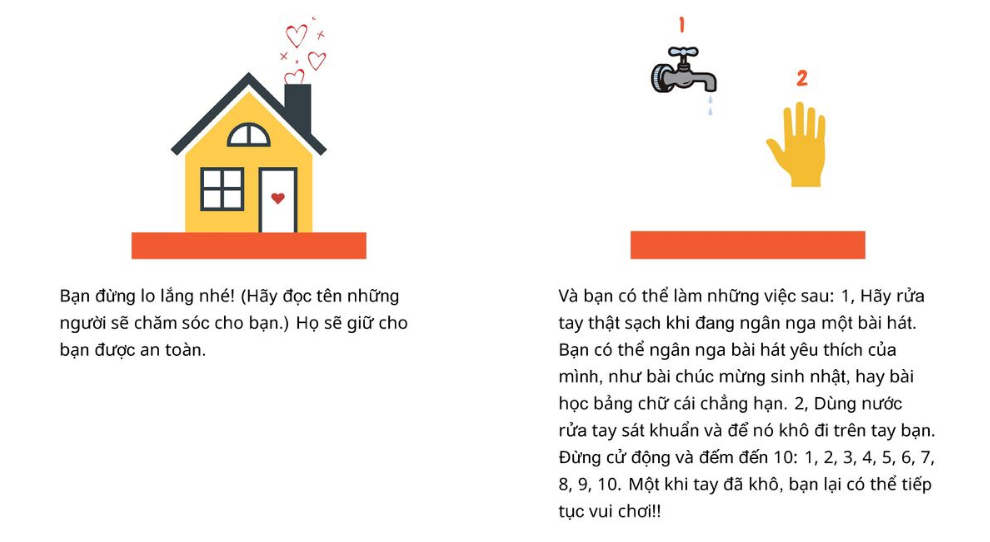 Bạn đừng lo lắng nhé! (Hãy đọc tên những
người sẽ chăm sóc cho bạn.) Họ sẽ giữ cho
bạn được an toàn.
1
2
Và bạn có thể làm những việc sau: 1, Hãy rửa
tay thật sạch khi đang ngân nga một bài hát.
Bạn có thể ngân nga bài hát yêu thích của
mình, như bài chúc mừng sinh nhật, hay bài
học bảng chữ cái chẳng hạn. 2, Dùng nước
rửa tay sát khuẩn và để nó khô đi trên tay bạn.
Đừng cử động và đếm đến 10: 1, 2, 3, 4, 5, 6, 7,
8, 9, 10. Một khi tay đã khô, bạn lại có thể tiếp
tục vui chơi!!